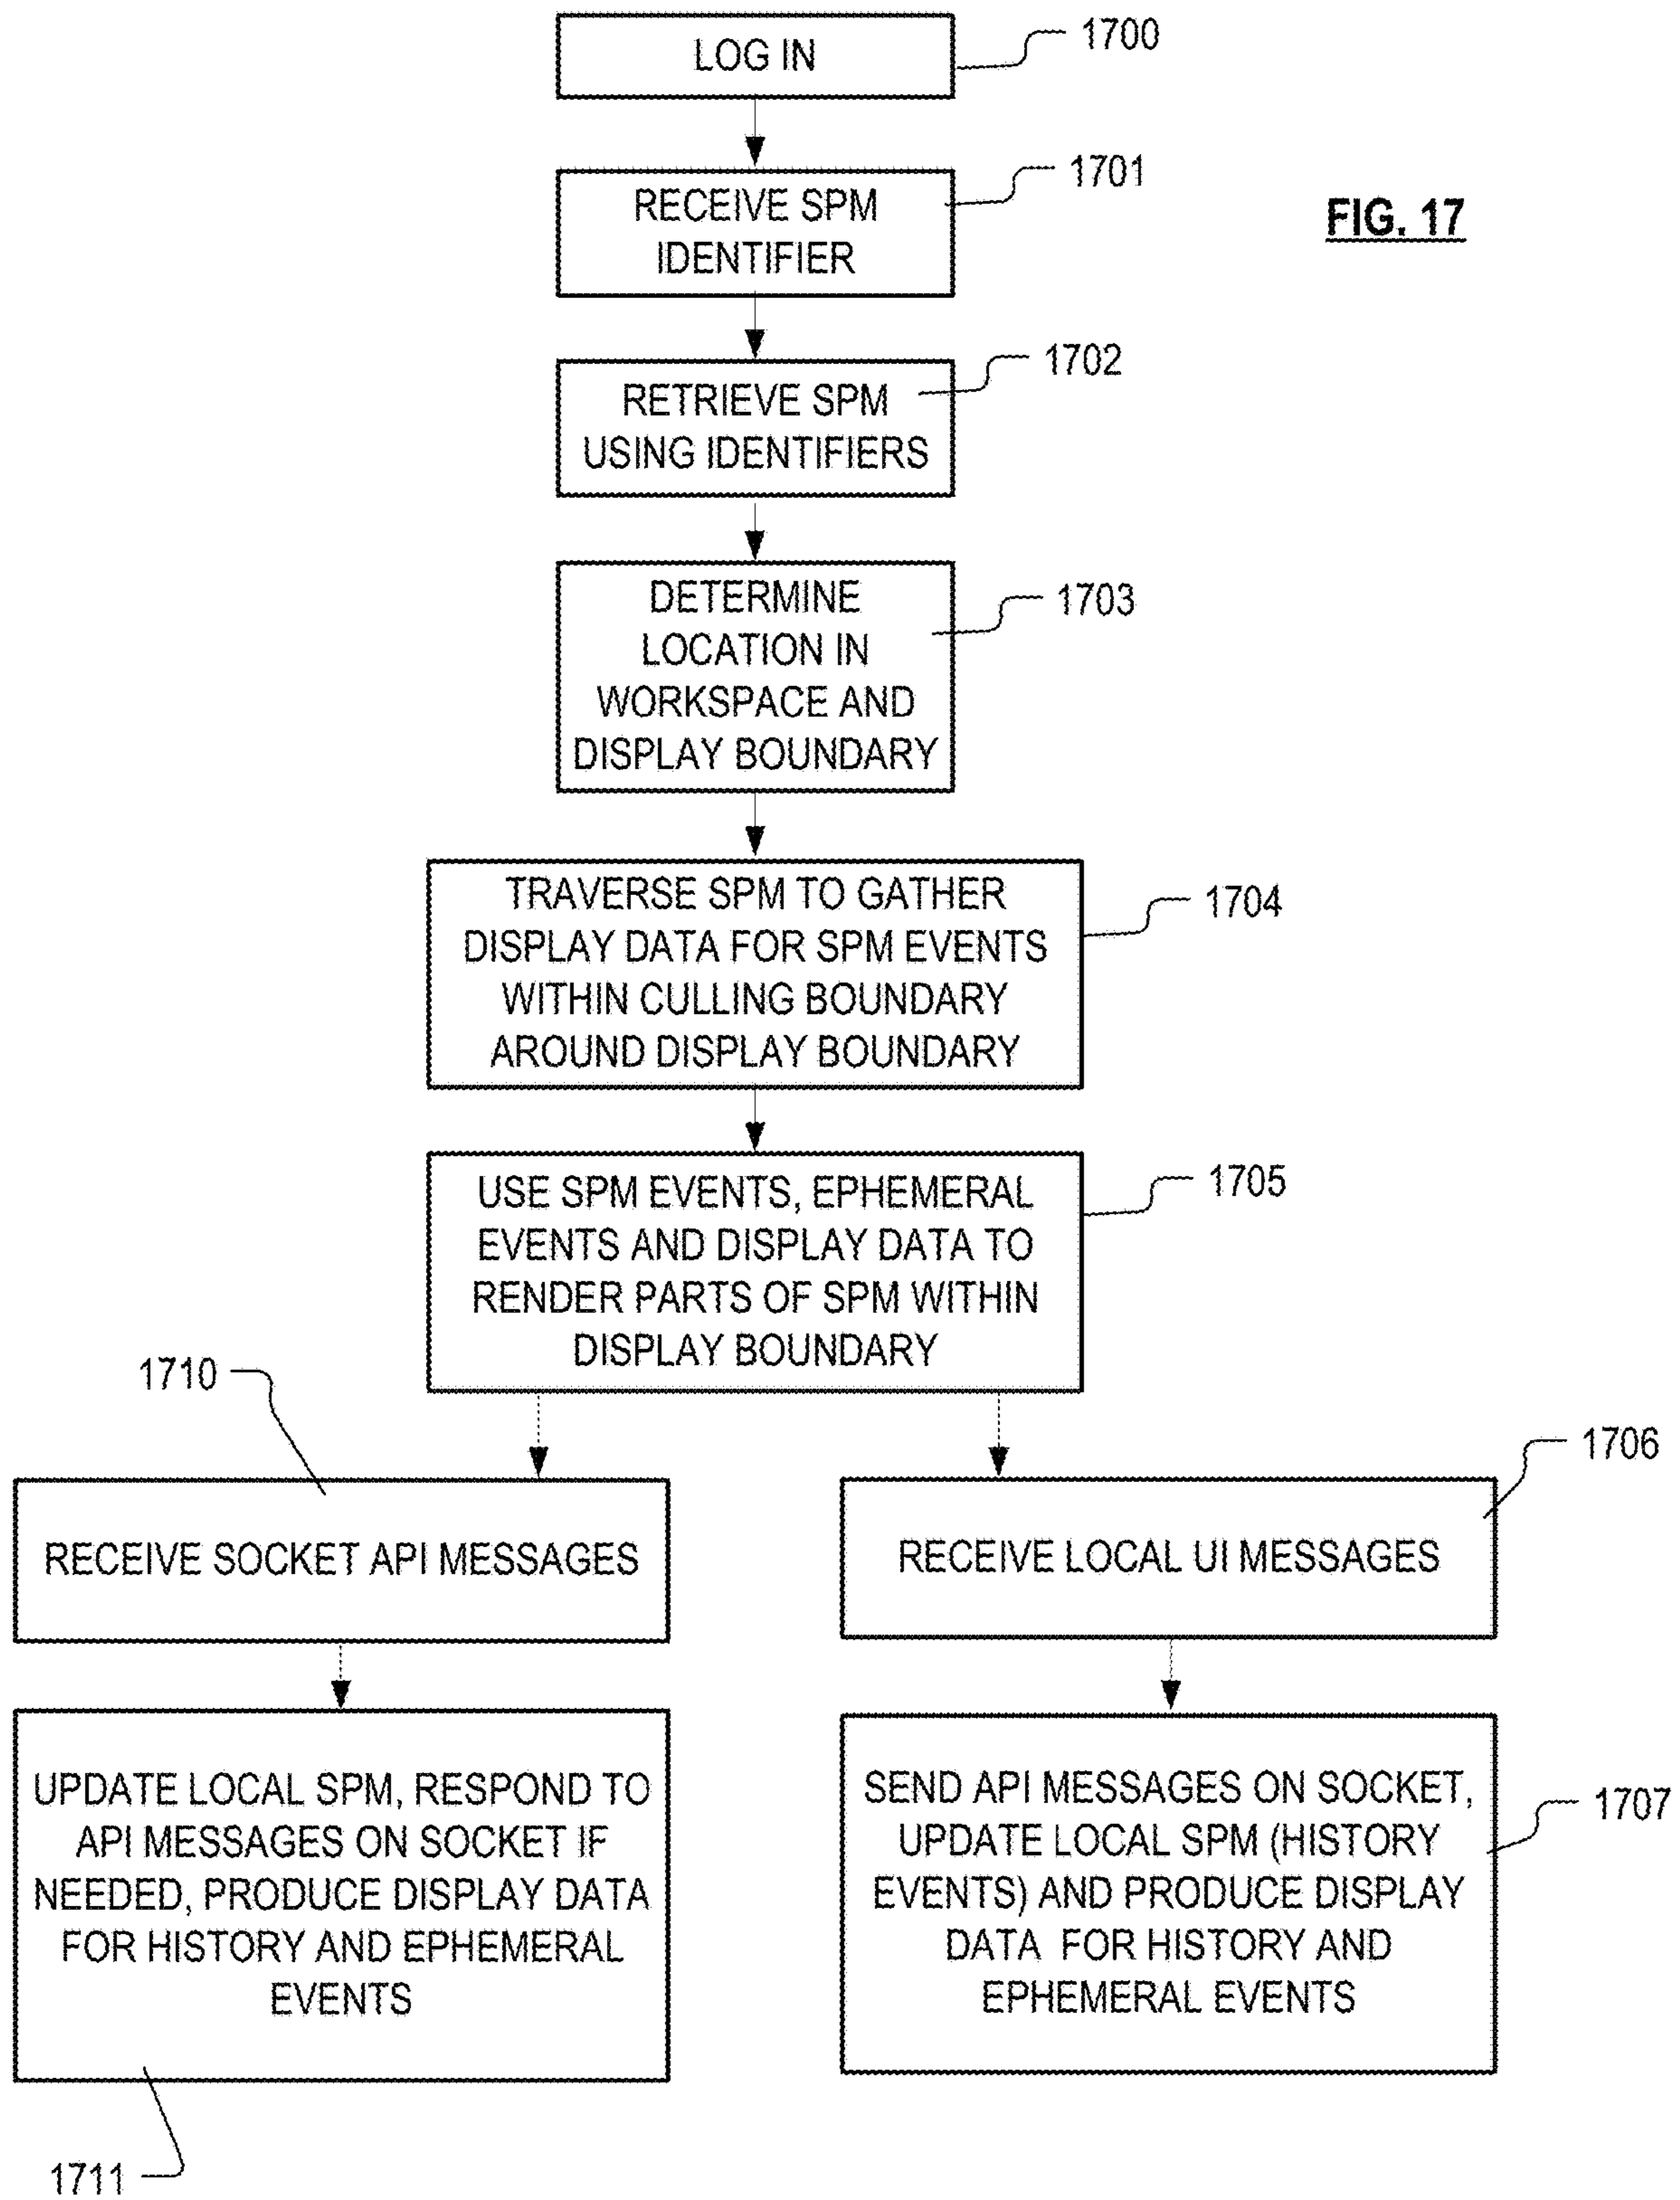 LOG IN
1700
RECEIVE SPM
IDENTIFIER
1701
FIG. 17
RETRIEVE SPM
USING IDENTIFIERS
1702
DETERMINE
LOCATION IN
WORKSPACE AND
DISPLAY BOUNDARY
1703
TRAVERSE SPM TO GATHER
DISPLAY DATA FOR SPM EVENTS
WITHIN CULLING BOUNDARY
AROUND DISPLAY BOUNDARY
1704
USE SPM EVENTS, EPHEMERAL
EVENTS AND DISPLAY DATA TO
RENDER PARTS OF SPM WITHIN
DISPLAY BOUNDARY
1705
1710
RECEIVE SOCKET API MESSAGES
1706
RECEIVE LOCAL UI MESSAGES
UPDATE LOCAL SPM, RESPOND TO
API MESSAGES ON SOCKET IF
NEEDED, PRODUCE DISPLAY DATA
FOR HISTORY AND EPHEMERAL
EVENTS
1711
SEND API MESSAGES ON SOCKET,
UPDATE LOCAL SPM (HISTORY
EVENTS) AND PRODUCE DISPLAY
DATA FOR HISTORY AND
EPHEMERAL EVENTS
1707